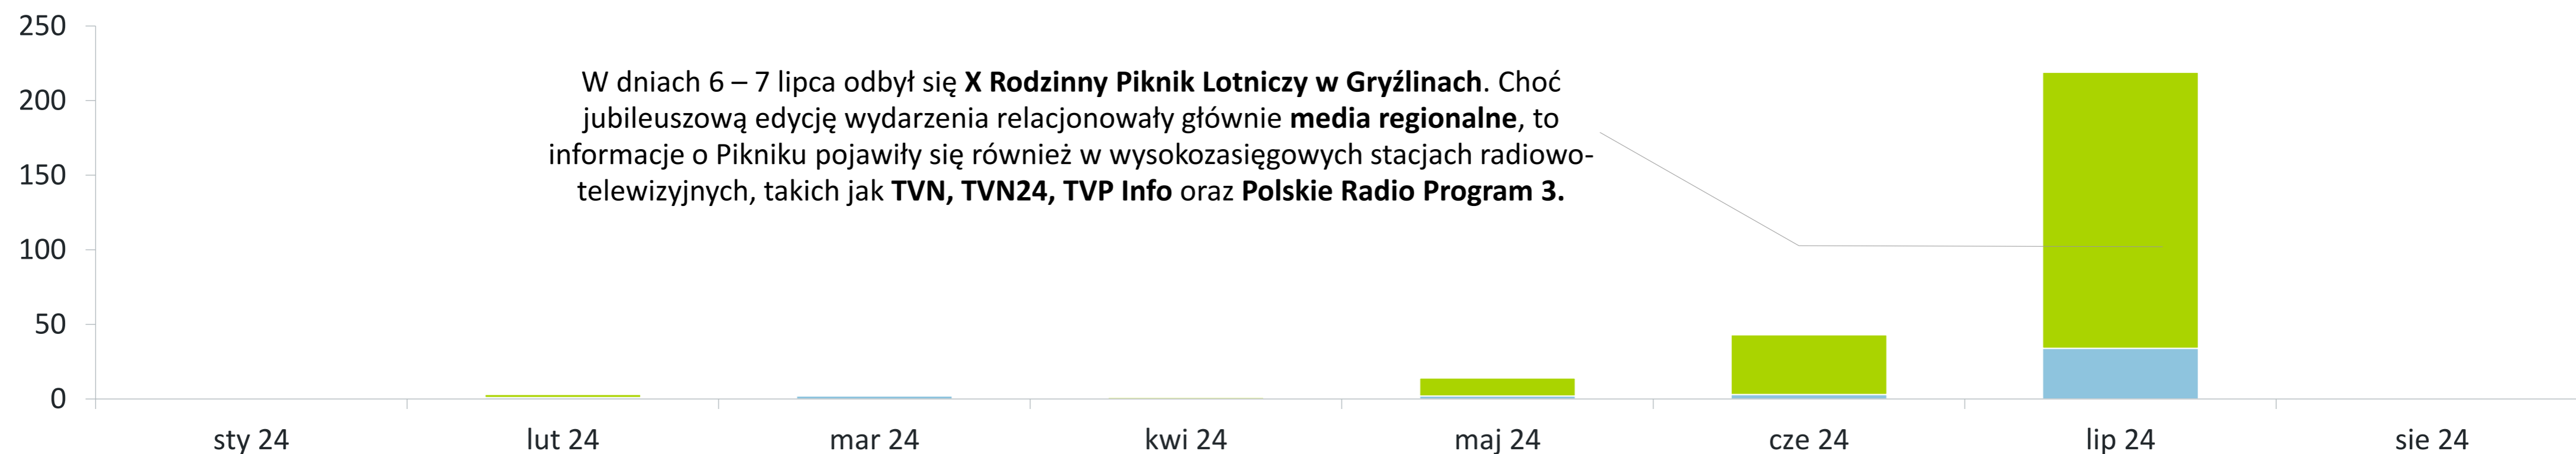 250
200
150
100
50
0
W dniach 6 – 7 lipca odbył się X Rodzinny Piknik Lotniczy w Gryźlinach. Choć
jubileuszową edycję wydarzenia relacjonowały głównie media regionalne, to
informacje o Pikniku pojawiły się również w wysokozasięgowych stacjach radiowo-
telewizyjnych, takich jak TVN, TVN24, TVP Info oraz Polskie Radio Program 3.
sty 24
lut 24
mar 24
kwi 24
maj 24
cze 24
lip 24
sie 24